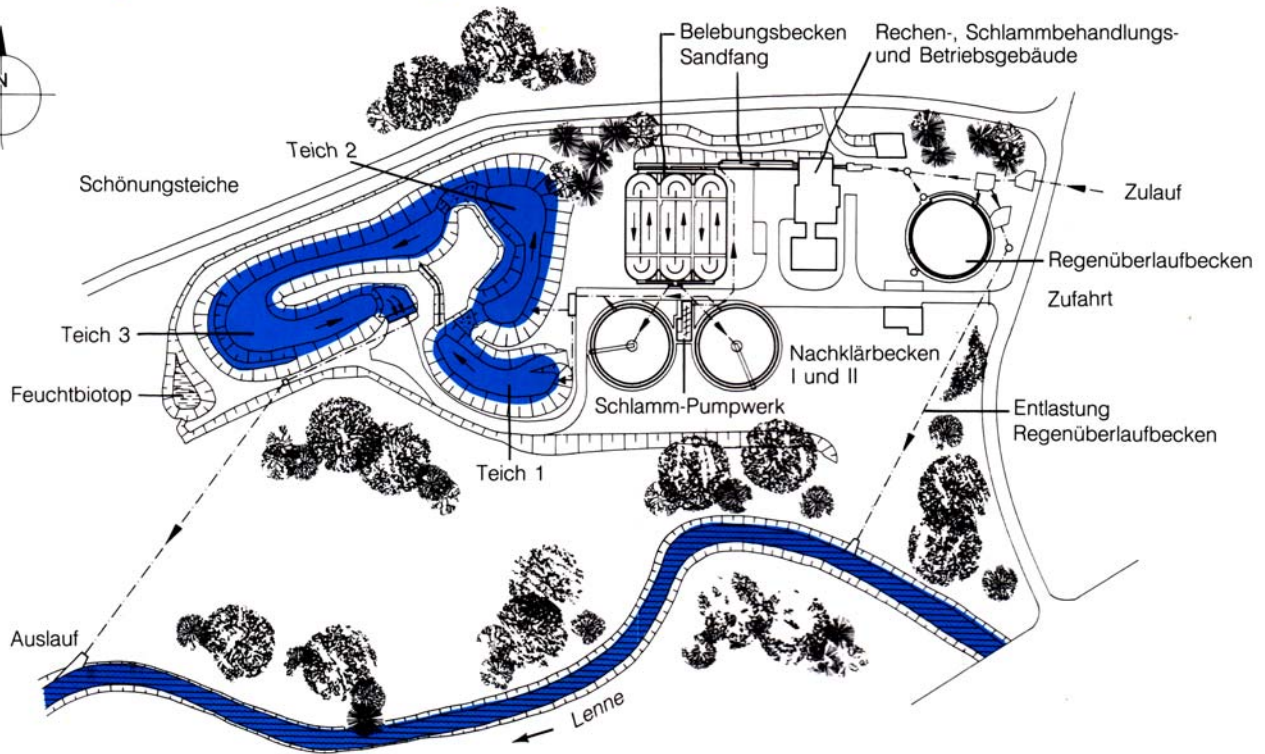 N
Belebungsbecken
Sandfang
Rechen-, Schlammbehandlungs-
und Betriebsgebäude
Teich 2
Schönungsteiche
Zulauf
Regenüberlaufbecken
Zufahrt
Teich 3
Nachklärbecken
I und II
Feuchtbiotop
Schlamm-Pumpwerk
Entlastung
Regenüberlaufbecken
Teich 1
Auslauf
Lenne